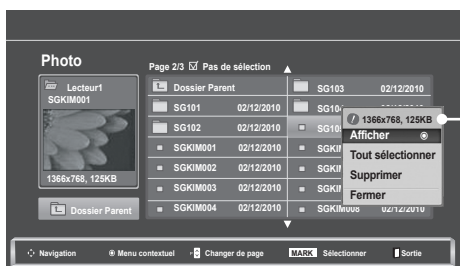 Photo
Page 2/3 ☑ Pas de sélection
Lecteur1
SGKIM001
1366x768, 125KB
Dossier Parent
Dossier Parent
SG101 02/12/2010
SG102 02/12/2010
SGKIM001 02/12/2010
SGKIM002 02/12/2010
SGKIM003 02/12/2010
SGKIM004 02/12/2010
SG103 02/12/2010
SG104
SGKIM008 02/12/2010
1366x768, 125KB
Afficher
Tout sélectionner
Supprimer
Fermer
Navigation
Menu contextuel
Changer de page
MARK Sélectionner
Sortie